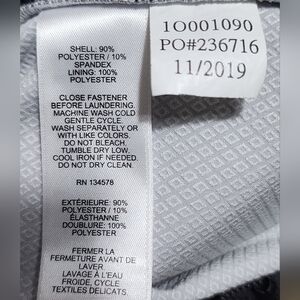 SHELL: 90%
POLYESTER / 10%
SPANDEX
LINING: 100%
POLYESTER
CLOSE FASTENER
BEFORE LAUNDERING.
MACHINE WASH COLD
GENTLE CYCLE.
WASH SEPARATELY OR
WITH LIKE COLORS.
DO NOT BLEACH.
TUMBLE DRY LOW.
COOL IRON IF NEEDED.
DO NOT DRY CLEAN
RN 134578
EXTÉRIEURE: 90%
POLYESTER / 10%
ÉLASTHANNE
DOUBLURE: 100%
POLYESTER
FERMER LA
FERMETURE AVANT DE
LAVER.
LAVAGE À L'EAU
FROIDE, CYCLE
TEXTILES DELICATS.
1O001090
PO#236716
11/2019